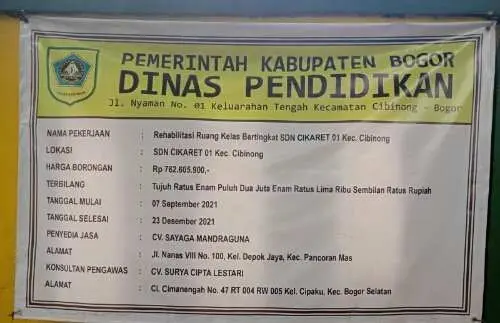 PEMERINTAH KABUPATEN BOGOR
DINAS PENDIDIKAN
Jl. Nyaman No. 01 Keluarahan Tengah Kecamatan Cibinong - Bogor
NAMA PEKERJAAN : Rehabilitasi Ruang Kelas Bertingkat SDN CIKARET 01 Kec. Cibinong
LOKASI : SDN CIKARET 01 Kec. Cibinong
HARGA BORONGAN : Rp 762.605.900,-
TERBILANG : Tujuh Ratus Enam Puluh Dua Juta Enam Ratus Lima Ribu Sembilan Ratus Rupiah
TANGGAL MULAI : 07 September 2021
TANGGAL SELESAI : 23 Desember 2021
PENYEDIA JASA : CV. SAYAGA MANDRAGUNA
ALAMAT : Jl. Nanas VIII No. 100, Kel. Depok Jaya, Kec. Pancoran Mas
KONSULTAN PENGAWAS : CV. SURYA CIPTA LESTARI
ALAMAT : Cl. Cimanengah No. 47 RT 004 RW 005 Kel. Cipaku, Kec. Bogor Selatan